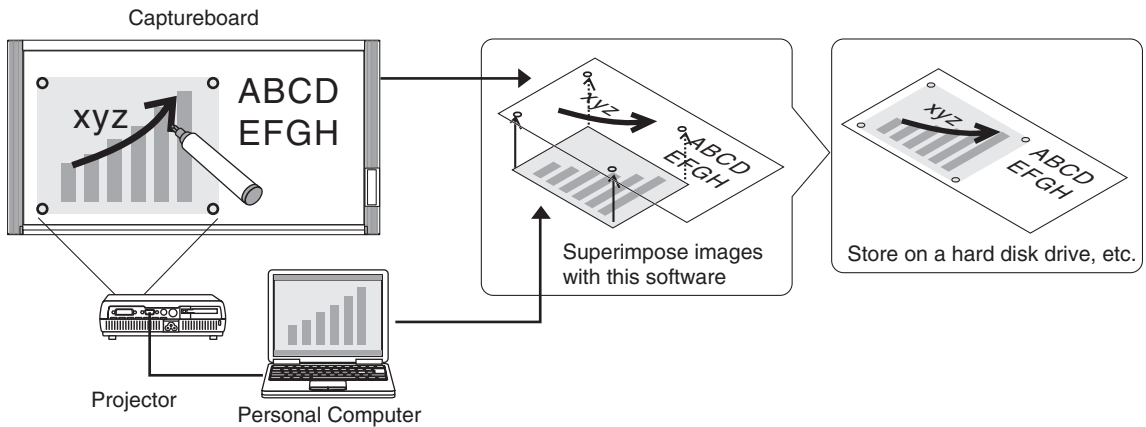 Captureboard
xyz
ABCD
EFGH
xyz
ABCD
EFGH
Superimpose images
with this software
xyz
ABCD
EFGH
Store on a hard disk drive, etc.
Projector
Personal Computer